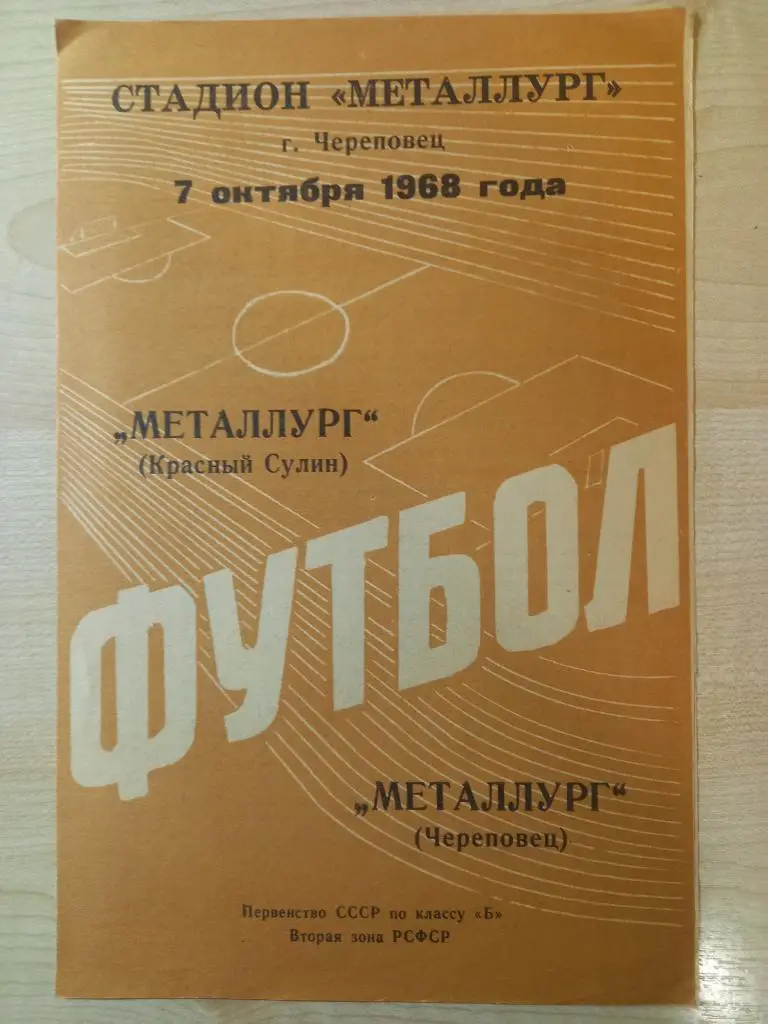 СТАДИОН «МЕТАЛЛУРГ»
г. Череповец
7 октября 1968 года
„МЕТАЛЛУРГ“
(Красный Сулин)
ФУТБОЛ
„МЕТАЛЛУРГ“
(Череповец)
Первенство СССР по классу «Б»
Вторая зона РСФСР